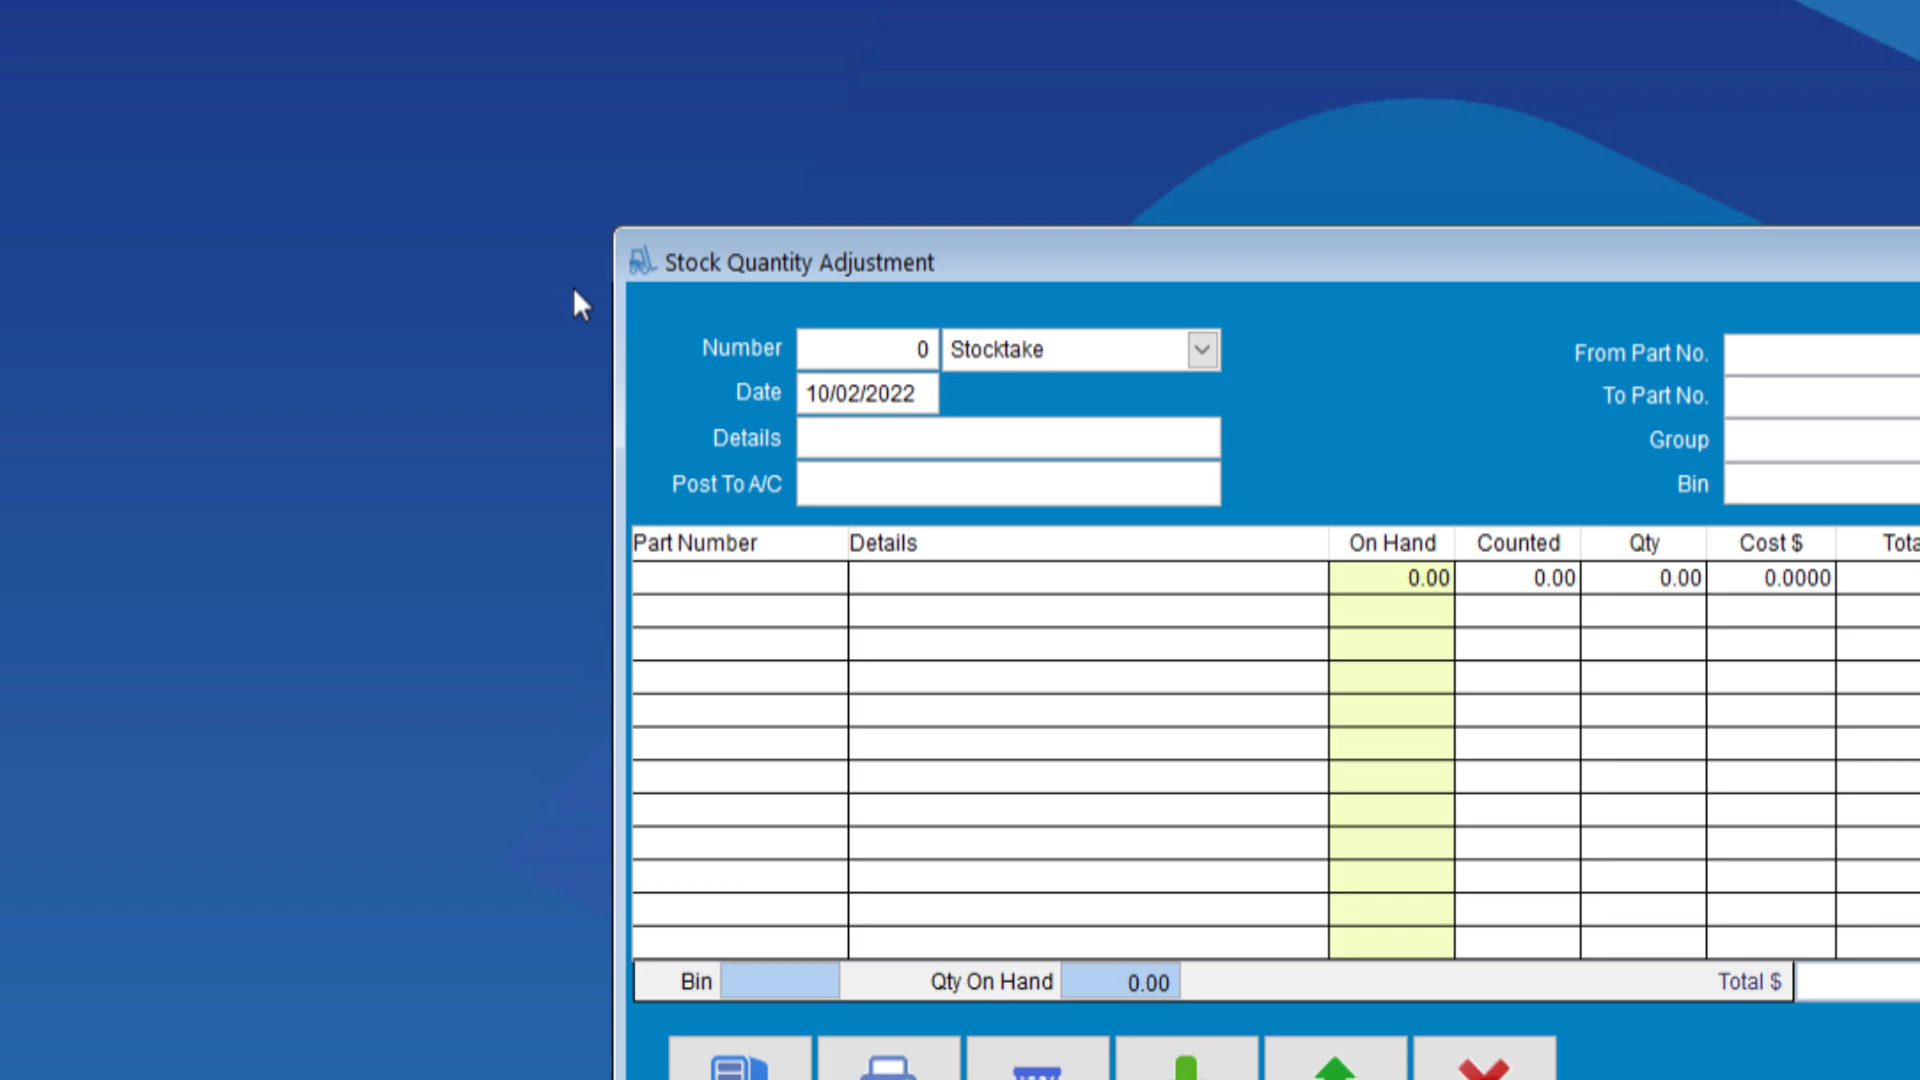 Stock Quantity Adjustment
Number 0 Stocktake
From Part No.
Date 10/02/2022
To Part No.
Details
Group
Post To A/C
Bin
Part Number Details On Hand Counted Qty Cost $
0.00 0.00 0.00 0.0000
Bin Qty On Hand 0.00 Total $